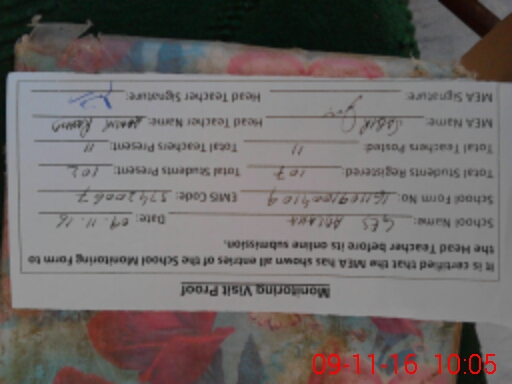 Monitoring Visit Proof
It is certified that the MEA has shown all entries of the School Monitoring Form to
the Head Teacher before its online submission.
School Name: GES Date: 09.11.16
School Form No: EMIS Code:
Total Students Registered: 107 Total Students Present: 102
Total Teachers Posted: 11 Total Teachers Present: 11
MEA Name: SABIR Head Teacher Name:
MEA Signature: Head Teacher Signature:
09-11-16 10:05